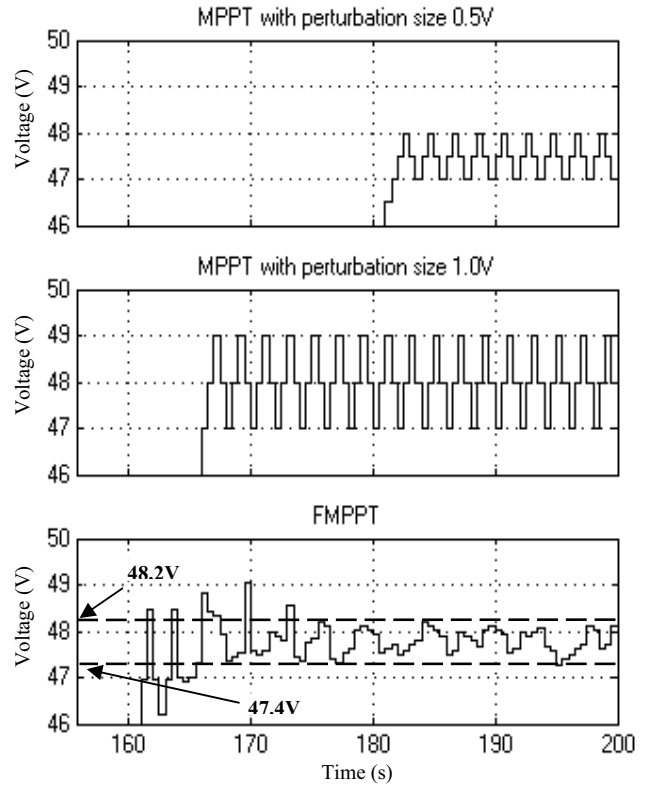 MPPT with perturbation size 0.5V
50
49
48
47
46
Voltage (V)
MPPT with perturbation size 1.0V
50
49
48
47
46
Voltage (V)
FMPPT
50
49
48
47
46
Voltage (V)
48.2V
47.4V
160 170 180 190 200
Time (s)